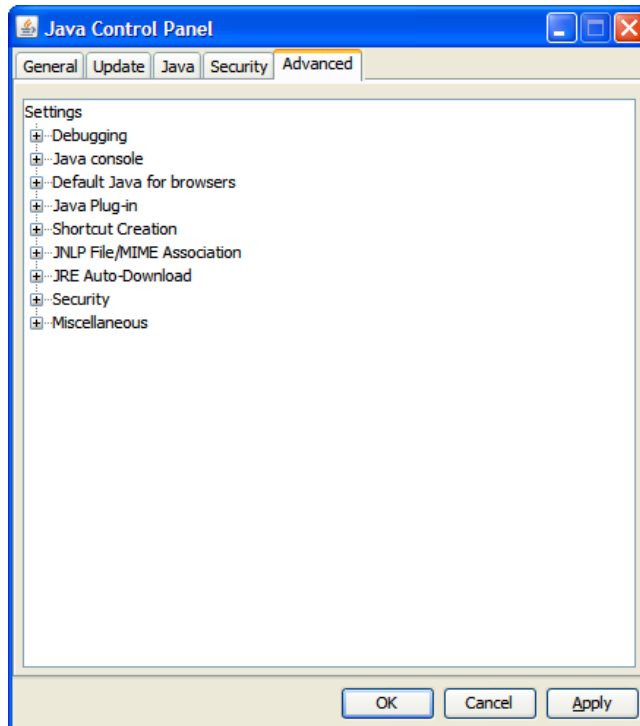 Java Control Panel
General Update Java Security Advanced
Settings
Debugging
Java console
Default Java for browsers
Java Plug-in
Shortcut Creation
JNLP File/MIME Association
JRE Auto-Download
Security
Miscellaneous
OK Cancel Apply